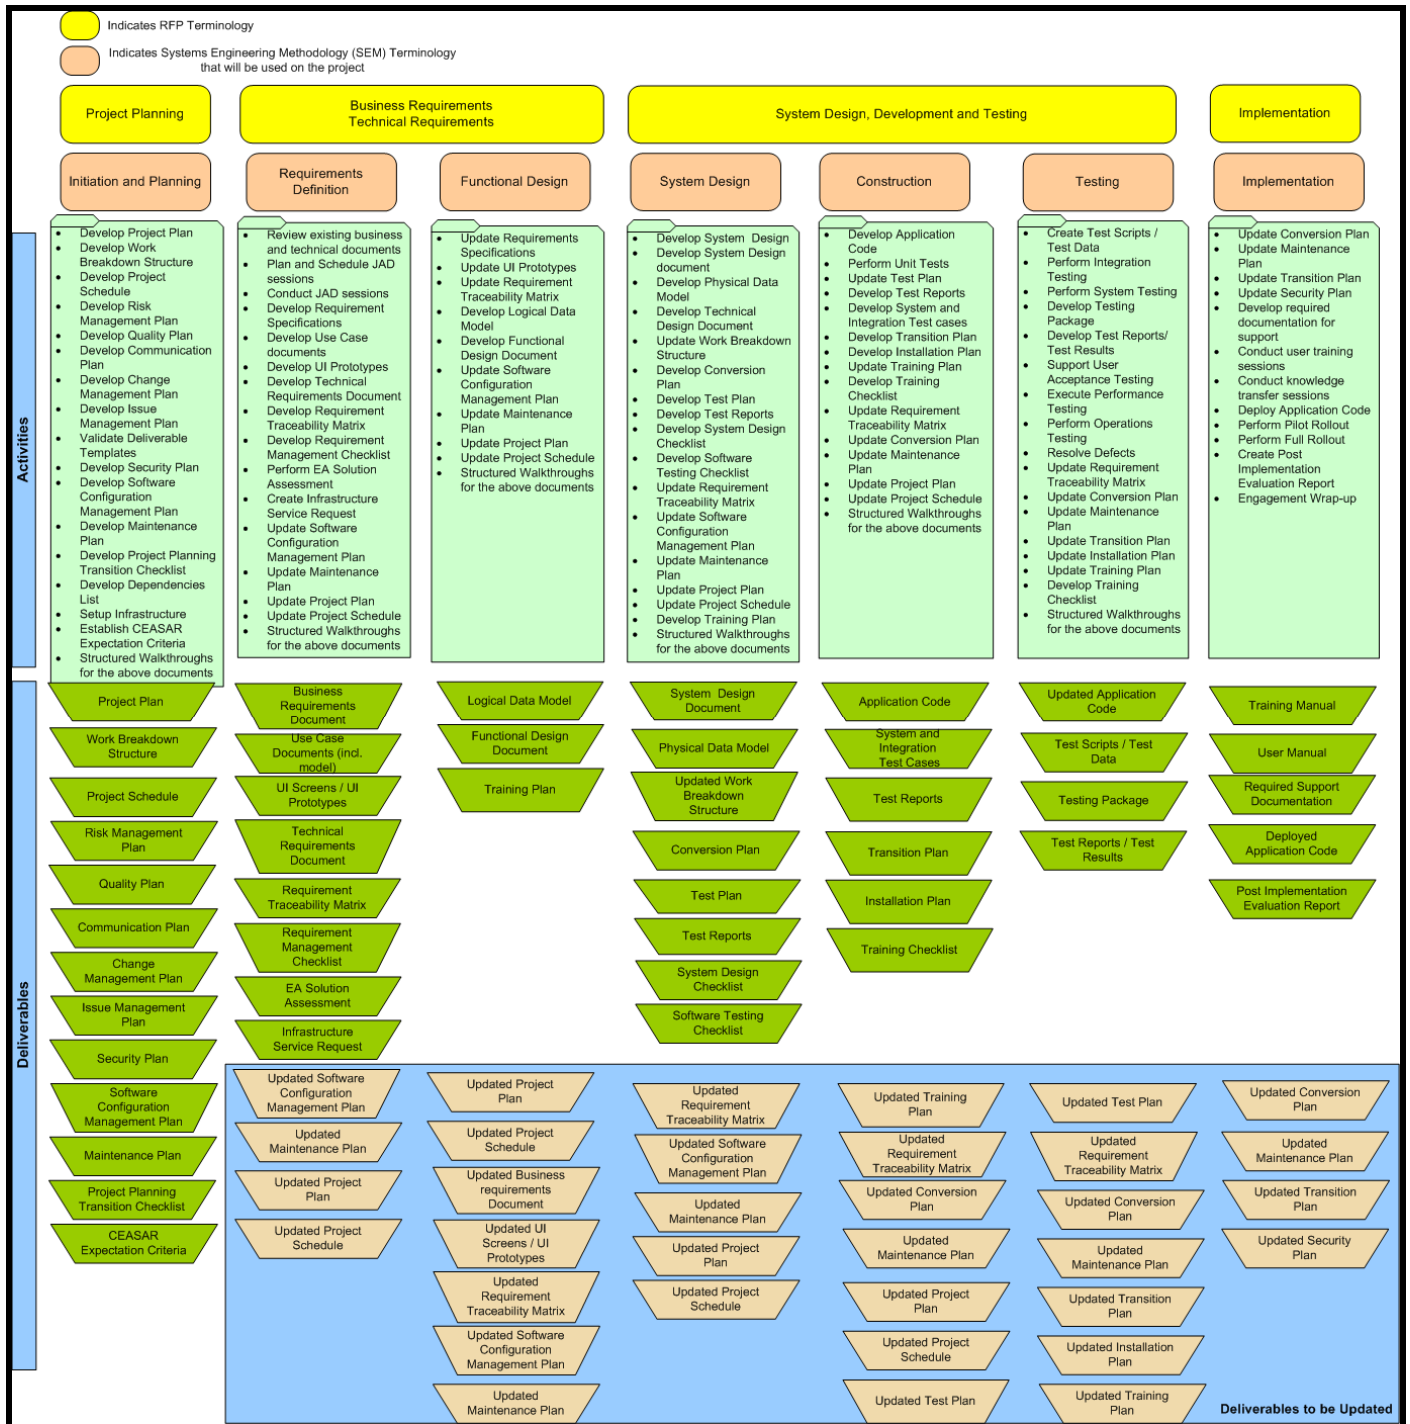 Indicates RFP Terminology
Indicates Systems Engineering Methodology (SEM) Terminology
that will be used on the project
Project Planning
Business Requirements
Technical Requirements
System Design, Development and Testing
Implementation
Initiation and Planning
Requirements
Definition
Functional Design
System Design
Construction
Testing
Implementation
Activities
• Develop Project Plan
• Develop Work
Breakdown Structure
• Develop Project
Schedule
• Develop Risk
Management Plan
• Develop Quality Plan
• Develop Communication
Plan
• Develop Change
Management Plan
• Develop Issue
Management Plan
• Validate Deliverable
Templates
• Develop Security Plan
• Develop Software
Configuration
Management Plan
• Develop Maintenance
Plan
• Develop Project Planning
Transition Checklist
• Develop Dependencies
List
• Setup Infrastructure
• Establish CEASAR
Expectation Criteria
• Structured Walkthroughs
for the above documents
• Review existing business
and technical documents
• Plan and Schedule JAD
sessions
• Conduct JAD sessions
• Develop Requirement
Specifications
• Develop Use Case
documents
• Develop UI Prototypes
• Develop Technical
Requirements Document
• Develop Requirement
Traceability Matrix
• Develop Requirement
Management Checklist
• Perform EA Solution
Assessment
• Create Infrastructure
Service Request
• Update Software
Configuration
Management Plan
• Update Maintenance
Plan
• Update Project Plan
• Update Project Schedule
• Structured Walkthroughs
for the above documents
• Update Requirements
Specifications
• Update UI Prototypes
• Update Requirement
Traceability Matrix
• Develop Logical Data
Model
• Develop Functional
Design Document
• Update Software
Configuration
Management Plan
• Update Maintenance
Plan
• Update Project Plan
• Update Project Schedule
• Structured Walkthroughs
for the above documents
• Develop System Design
• Develop System Design
document
• Develop Physical Data
Model
• Develop Technical
Design Document
• Update Work Breakdown
Structure
• Develop Conversion
Plan
• Develop Test Plan
• Develop Test Reports
• Develop System Design
Checklist
• Develop Software
Testing Checklist
• Update Requirement
Traceability Matrix
• Update Software
Configuration
Management Plan
• Update Maintenance
Plan
• Update Project Plan
• Update Project Schedule
• Develop Training Plan
• Structured Walkthroughs
for the above documents
• Develop Application
Code
• Perform Unit Tests
• Update Test Plan
• Develop Test Reports
• Develop System and
Integration Test cases
• Develop Transition Plan
• Develop Installation Plan
• Update Training Plan
• Develop Training
Checklist
• Update Requirement
Traceability Matrix
• Update Conversion Plan
• Update Maintenance
Plan
• Update Project Plan
• Update Project Schedule
• Structured Walkthroughs
for the above documents
• Create Test Scripts /
Test Data
• Perform Integration
Testing
• Perform System Testing
• Develop Testing
Package
• Develop Test Reports/
Test Results
• Support User
Acceptance Testing
• Execute Performance
Testing
• Perform Operations
Testing
• Resolve Defects
• Update Requirement
Traceability Matrix
• Update Conversion Plan
• Update Maintenance
Plan
• Update Transition Plan
• Update Installation Plan
• Update Training Plan
• Develop Training
Checklist
• Structured Walkthroughs
for the above documents
• Update Conversion Plan
• Update Maintenance
Plan
• Update Transition Plan
• Update Security Plan
• Develop required
documentation for
support
• Conduct user training
sessions
• Conduct knowledge
transfer sessions
• Deploy Application Code
• Perform Pilot Rollout
• Perform Full Rollout
• Create Post
Implementation
Evaluation Report
• Engagement Wrap-up
Deliverables
Project Plan
Work Breakdown
Structure
Project Schedule
Risk Management
Plan
Quality Plan
Communication Plan
Change
Management Plan
Issue Management
Plan
Security Plan
Software
Configuration
Management Plan
Maintenance Plan
Project Planning
Transition Checklist
CEASAR
Expectation Criteria
Business
Requirements
Document
Use Case
Documents (incl.
model)
UI Screens / UI
Prototypes
Technical
Requirements
Document
Requirement
Traceability Matrix
Requirement
Management
Checklist
EA Solution
Assessment
Infrastructure
Service Request
Logical Data Model
Functional Design
Document
Training Plan
System Design
Document
Physical Data Model
Updated Work
Breakdown
Structure
Conversion Plan
Test Plan
Test Reports
System Design
Checklist
Software Testing
Checklist
Application Code
System and
Integration
Test Cases
Test Reports
Transition Plan
Installation Plan
Training Checklist
Updated Application
Code
Test Scripts / Test
Data
Testing Package
Test Reports / Test
Results
Training Manual
User Manual
Required Support
Documentation
Deployed
Application Code
Post Implementation
Evaluation Report
Updated Software
Configuration
Management Plan
Updated
Maintenance Plan
Updated Project
Plan
Updated Project
Schedule
Updated Project
Plan
Updated Project
Schedule
Updated Business
requirements
Document
Updated UI
Screens / UI
Prototypes
Updated
Requirement
Traceability Matrix
Updated Software
Configuration
Management Plan
Updated
Maintenance Plan
Updated
Requirement
Traceability Matrix
Updated Software
Configuration
Management Plan
Updated
Maintenance Plan
Updated Project
Plan
Updated Project
Schedule
Updated Training
Plan
Updated
Requirement
Traceability Matrix
Updated Conversion
Plan
Updated
Maintenance Plan
Updated Project
Plan
Updated Project
Schedule
Updated Test Plan
Updated Test Plan
Updated
Requirement
Traceability Matrix
Updated Conversion
Plan
Updated
Maintenance Plan
Updated Transition
Plan
Updated Installation
Plan
Updated Training
Plan
Updated Conversion
Plan
Updated
Maintenance Plan
Updated Transition
Plan
Updated Security
Plan
Deliverables to be Updated